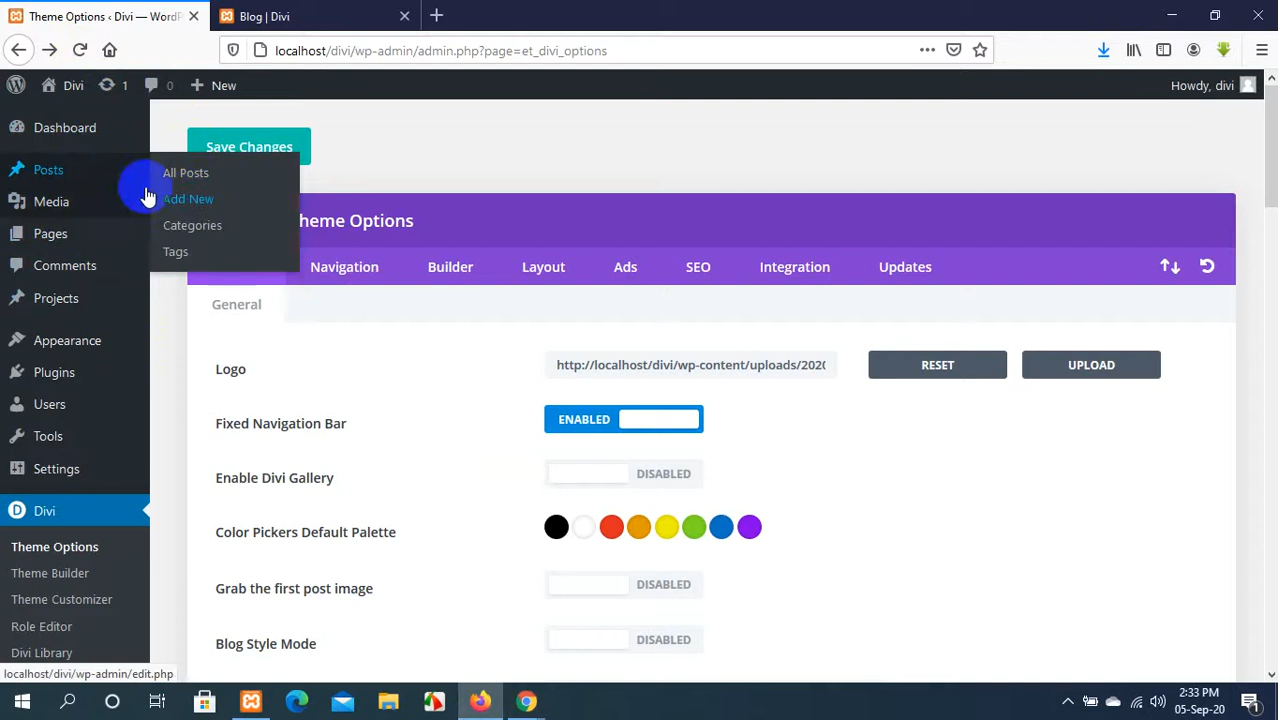 Theme Options ‹ Divi — WordP
Blog | Divi
localhost/divi/wp-admin/admin.php?page=et_divi_options
Divi
1
0
New
Howdy, divi
Dashboard
Posts
Media
Pages
Comments
Projects
Appearance
Plugins
Users
Tools
Settings
Divi
Theme Options
Theme Builder
Theme Customizer
Role Editor
Divi Library
localhost/divi/wp-admin/edit.php
All Posts
Add New
Categories
Tags
Save Changes
heme Options
Navigation
Builder
Layout
Ads
SEO
Integration
Updates
General
Logo
http://localhost/divi/wp-content/uploads/202(
RESET
UPLOAD
Fixed Navigation Bar
ENABLED
Enable Divi Gallery
DISABLED
Color Pickers Default Palette
Grab the first post image
DISABLED
Blog Style Mode
DISABLED
2:33 PM
05-Sep-20
1